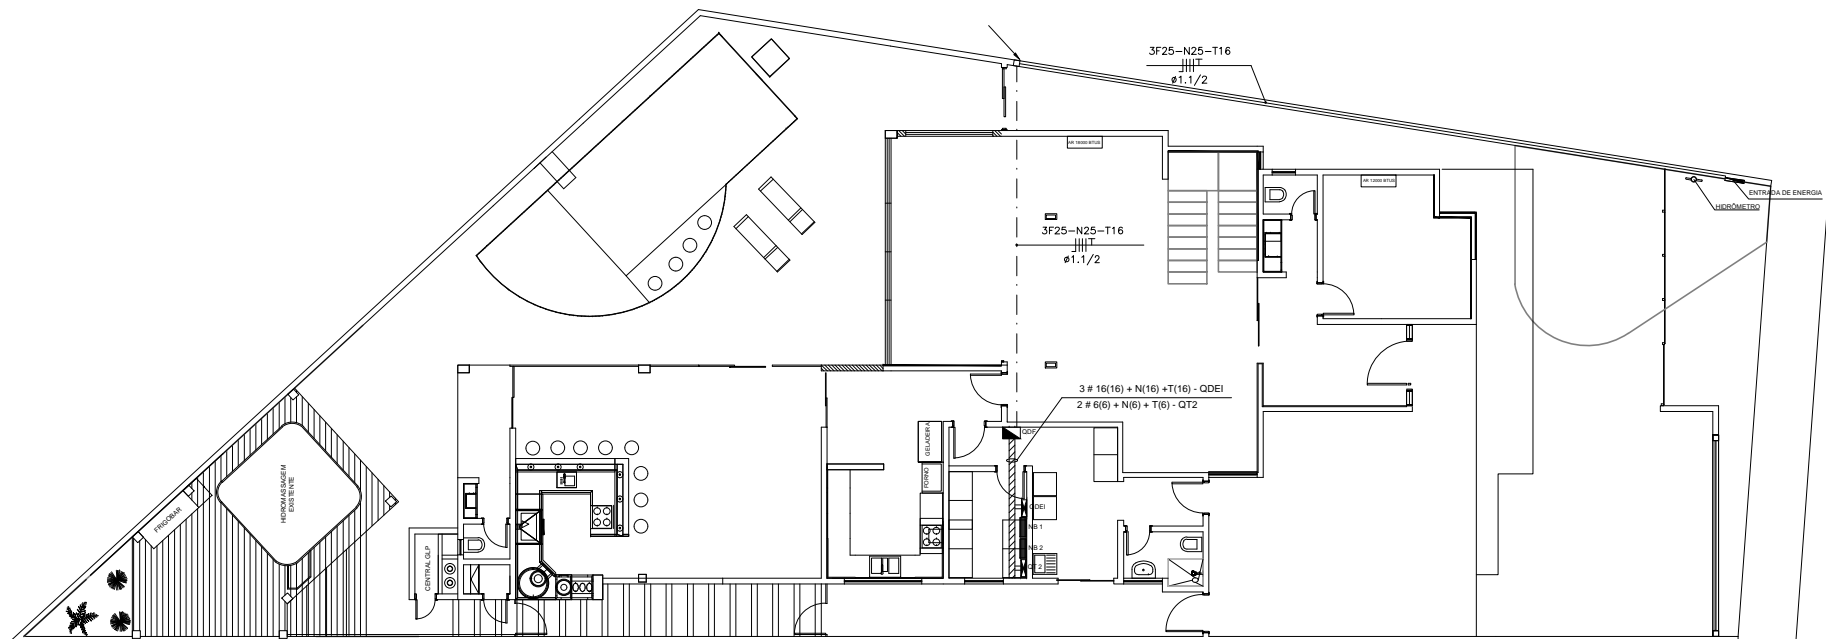 3F25-N25-T16
ø1.1/2
AR 18000 BTUS
AR 12000 BTUS
ENTRADA DE ENERGIA
HIDRÔMETRO
3F25-N25-T16
ø1.1/2
3 # 16(16) + N(16) +T(16) - QDEI
2 # 6(6) + N(6) + T(6) - QT2
QDF
GELADEIRA
FORNO
HIDROMASSAGEM
EXISTENTE
FRIGOBAR
QDEI
NB 1
NB 2
QT 2
CENTRAL GLP